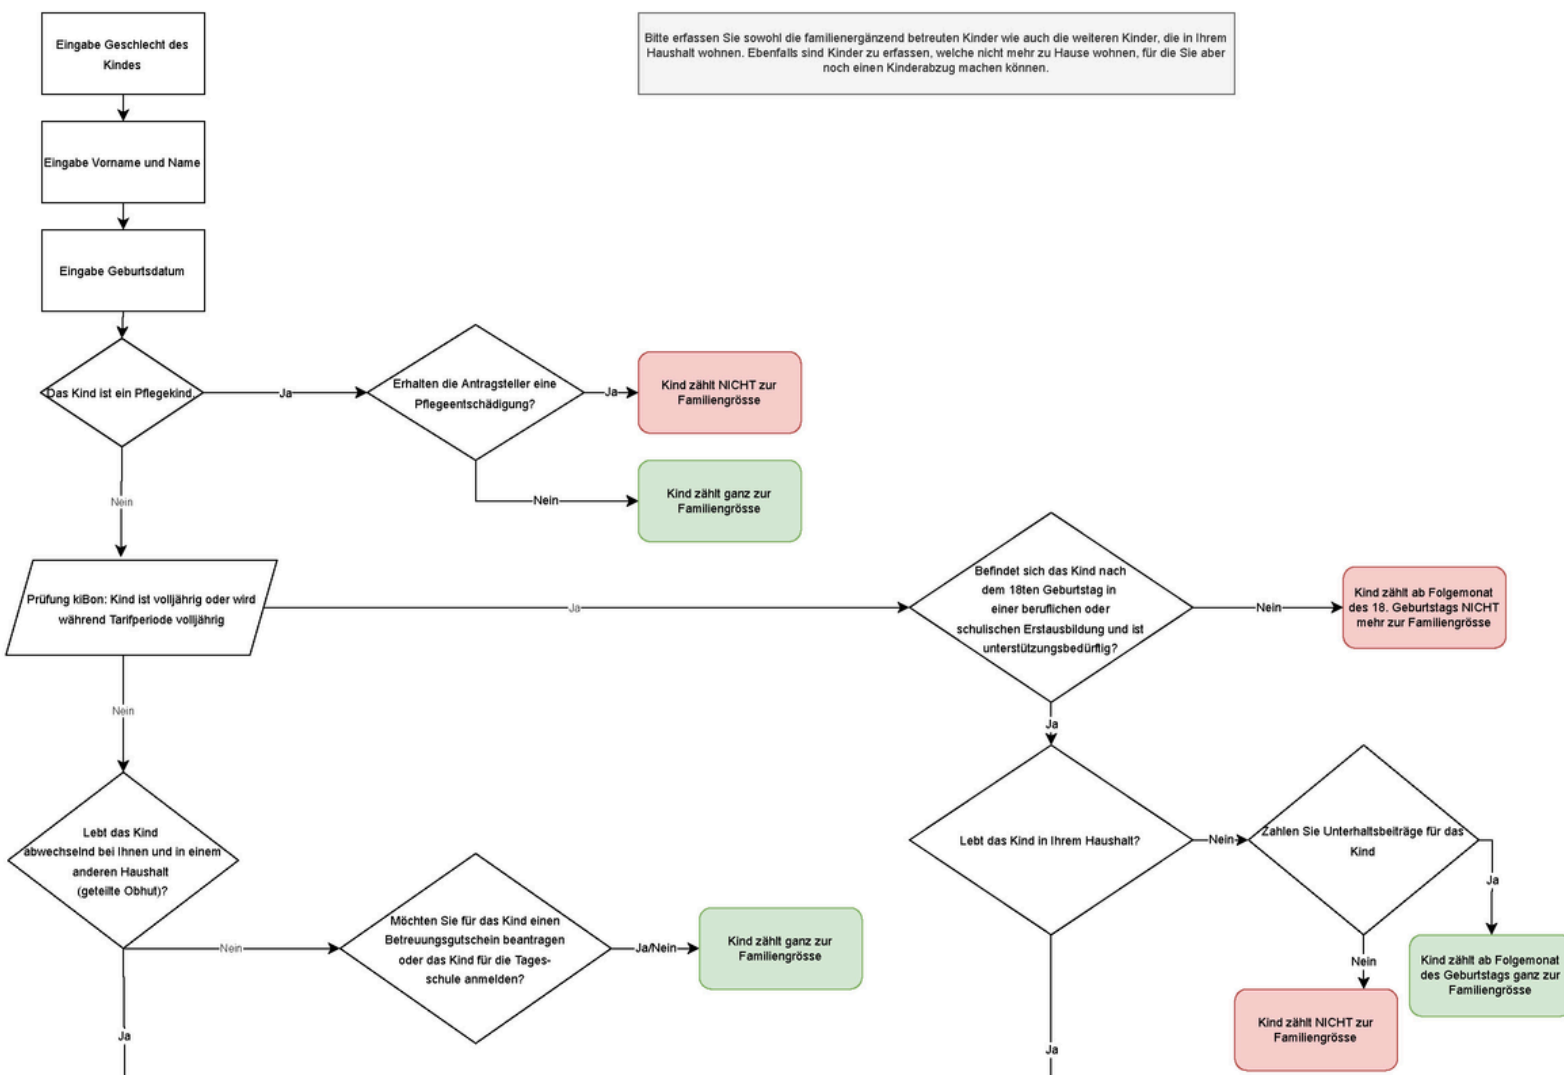 Eingabe Geschlecht des
Kindes
Bitte erfassen Sie sowohl die familienergänzend betreuten Kinder wie auch die weiteren Kinder, die in Ihrem
Haushalt wohnen. Ebenfalls sind Kinder zu erfassen, welche nicht mehr zu Hause wohnen, für die Sie aber
noch einen Kinderabzug machen können.
Eingabe Vorname und Name
Eingabe Geburtsdatum
Das Kind ist ein Pflegekind.
Ja
Erhalten die Antragsteller eine
Pflegeentschädigung?
Ja
Kind zählt NICHT zur
Familiengrösse
Nein
Nein
Kind zählt ganz zur
Familiengrösse
Prüfung kiBon: Kind ist volljährig oder wird
während Tarifperiode volljährig
Ja
Befindet sich das Kind nach
dem 18ten Geburtstag in
einer beruflichen oder
schulischen Erstausbildung und ist
unterstützungsbedürftig?
Nein
Kind zählt ab Folgemonat
des 18. Geburtstags NICHT
mehr zur Familiengrösse
Nein
Ja
Lebt das Kind
abwechselnd bei Ihnen und in einem
anderen Haushalt
(geteilte Obhut)?
Lebt das Kind in Ihrem Haushalt?
Nein
Zahlen Sie Unterhaltsbeiträge für das
Kind
Ja
Nein
Möchten Sie für das Kind einen
Betreuungsgutschein beantragen
oder das Kind für die Tages-
schule anmelden?
Ja/Nein
Kind zählt ganz zur
Familiengrösse
Nein
Kind zählt ab Folgemonat
des Geburtstags ganz zur
Familiengrösse
Kind zählt NICHT zur
Familiengrösse
Ja
Ja